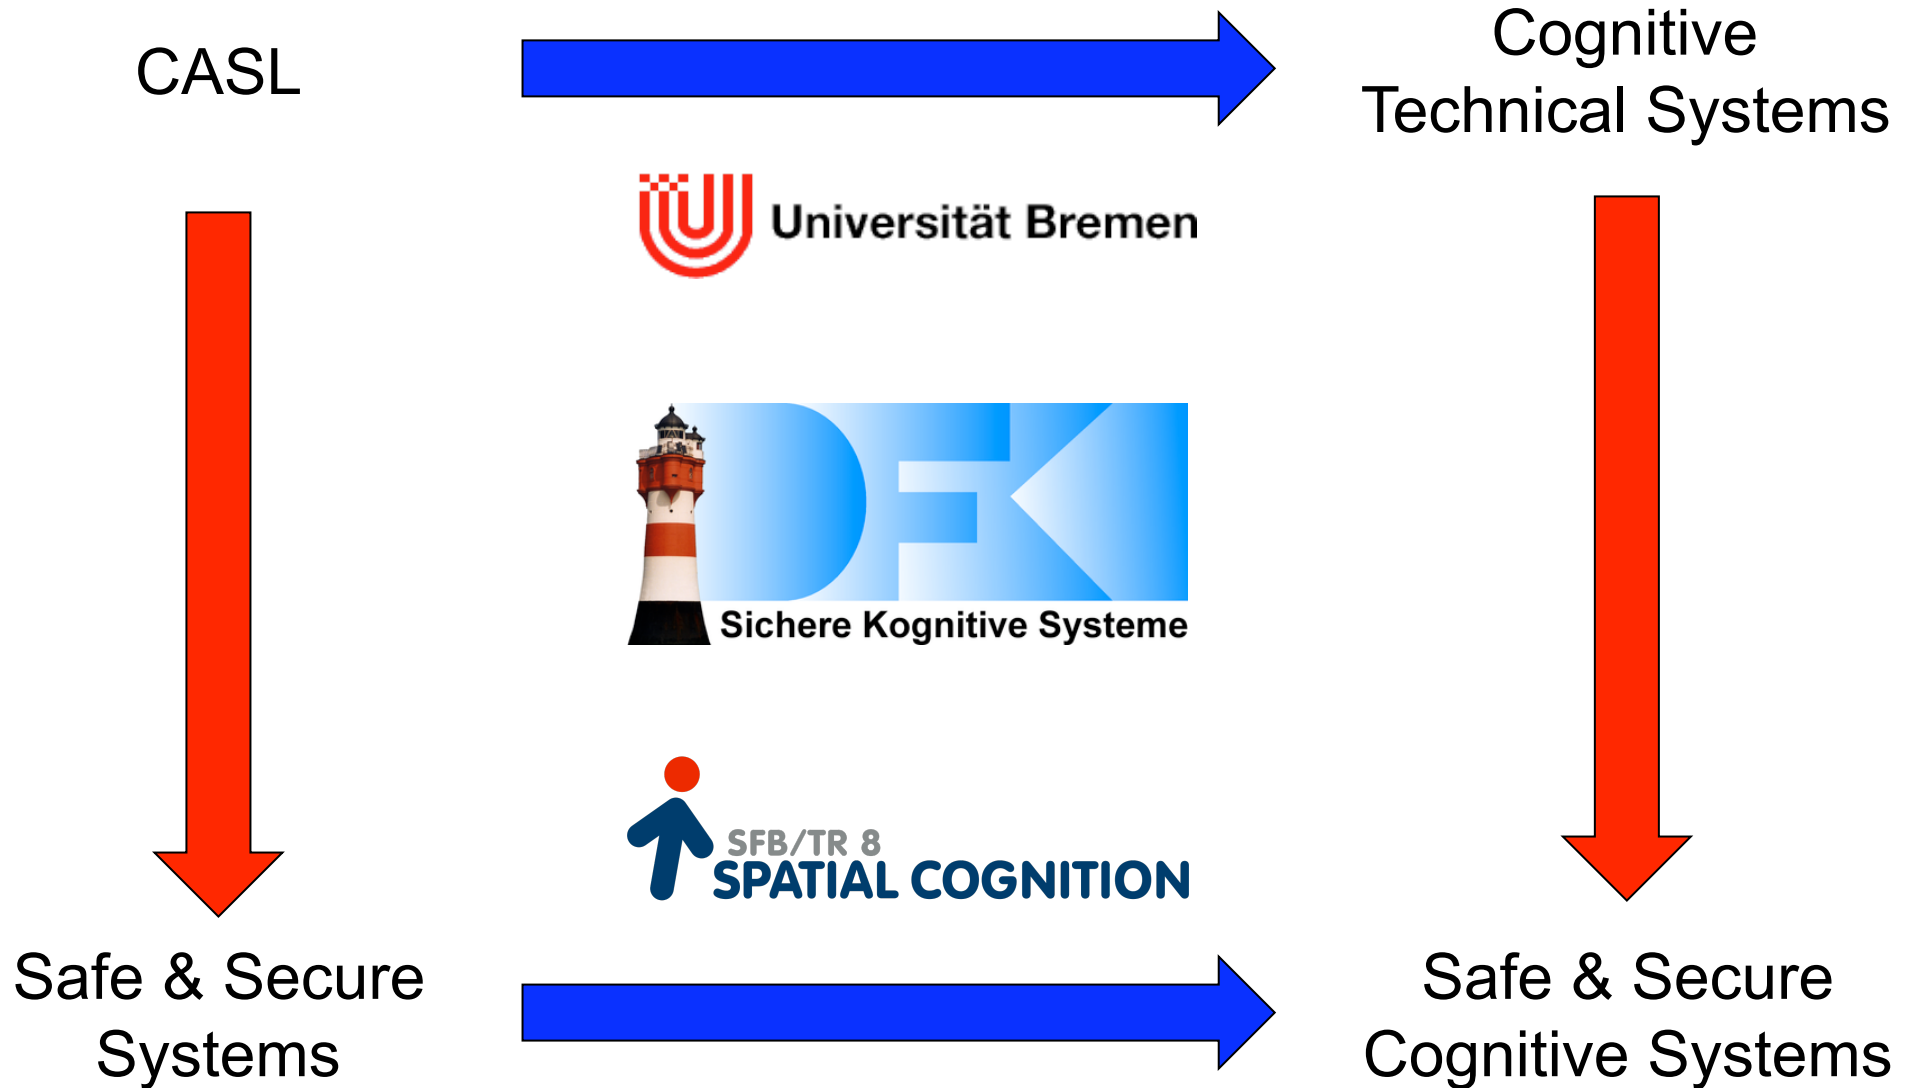 CASL
Cognitive
Technical Systems
Universität Bremen
DFK
Sichere Kognitive Systeme
SFB/TR 8
SPATIAL COGNITION
Safe & Secure
Systems
Safe & Secure
Cognitive Systems